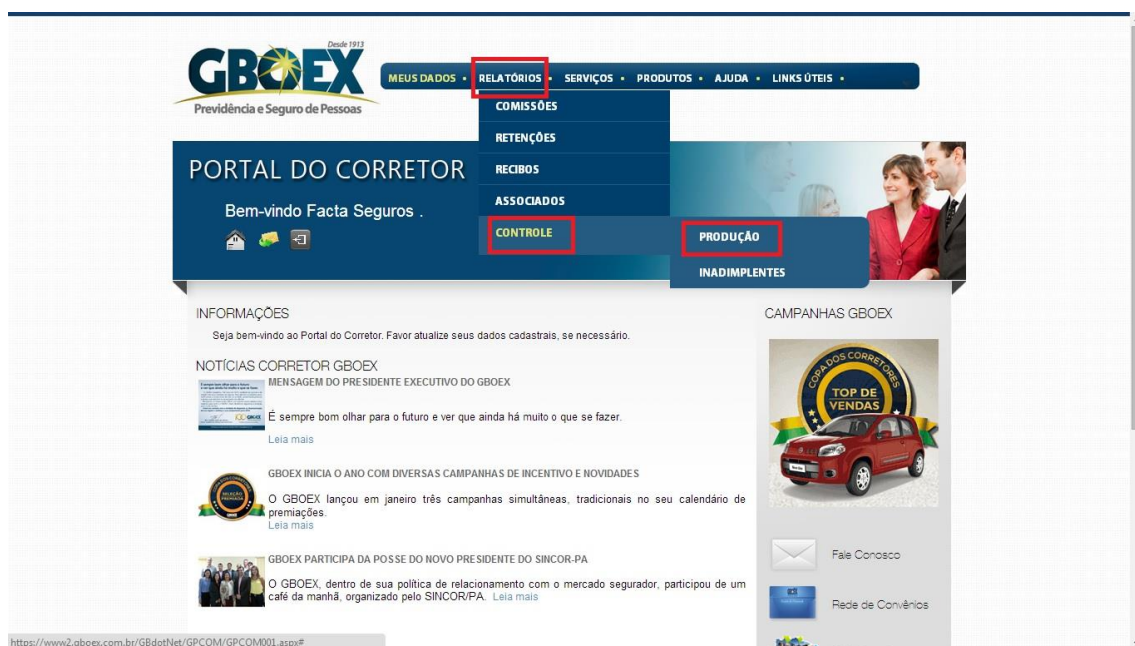 Desde 1913
GBOEX
Previdência e Seguro de Pessoas
MEUS DADOS • RELATÓRIOS • SERVIÇOS • PRODUTOS • AJUDA • LINKS ÚTEIS •
COMISSÕES
RETENÇÕES
RECIBOS
ASSOCIADOS
CONTROLE
PRODUÇÃO
INADIMPLENTES
PORTAL DO CORRETOR
Bem-vindo Facta Seguros .
INFORMAÇÕES
Seja bem-vindo ao Portal do Corretor. Favor atualize seus dados cadastrais, se necessário.
NOTÍCIAS CORRETOR GBOEX
MENSAGEM DO PRESIDENTE EXECUTIVO DO GBOEX
É sempre bom olhar para o futuro e ver que ainda há muito o que se fazer.
Leia mais
GBOEX INICIA O ANO COM DIVERSAS CAMPANHAS DE INCENTIVO E NOVIDADES
O GBOEX lançou em janeiro três campanhas simultâneas, tradicionais no seu calendário de
premiações.
Leia mais
GBOEX PARTICIPA DA POSSE DO NOVO PRESIDENTE DO SINCOR-PA
O GBOEX, dentro de sua política de relacionamento com o mercado segurador, participou de um
café da manhã, organizado pelo SINCOR/PA. Leia mais
CAMPANHAS GBOEX
COPA DOS CORRETORES
TOP DE
VENDAS
Fale Conosco
Rede de Convênios
https://www2.gboex.com.br/GBdotNet/GPCOM/GPCOM001.aspx#